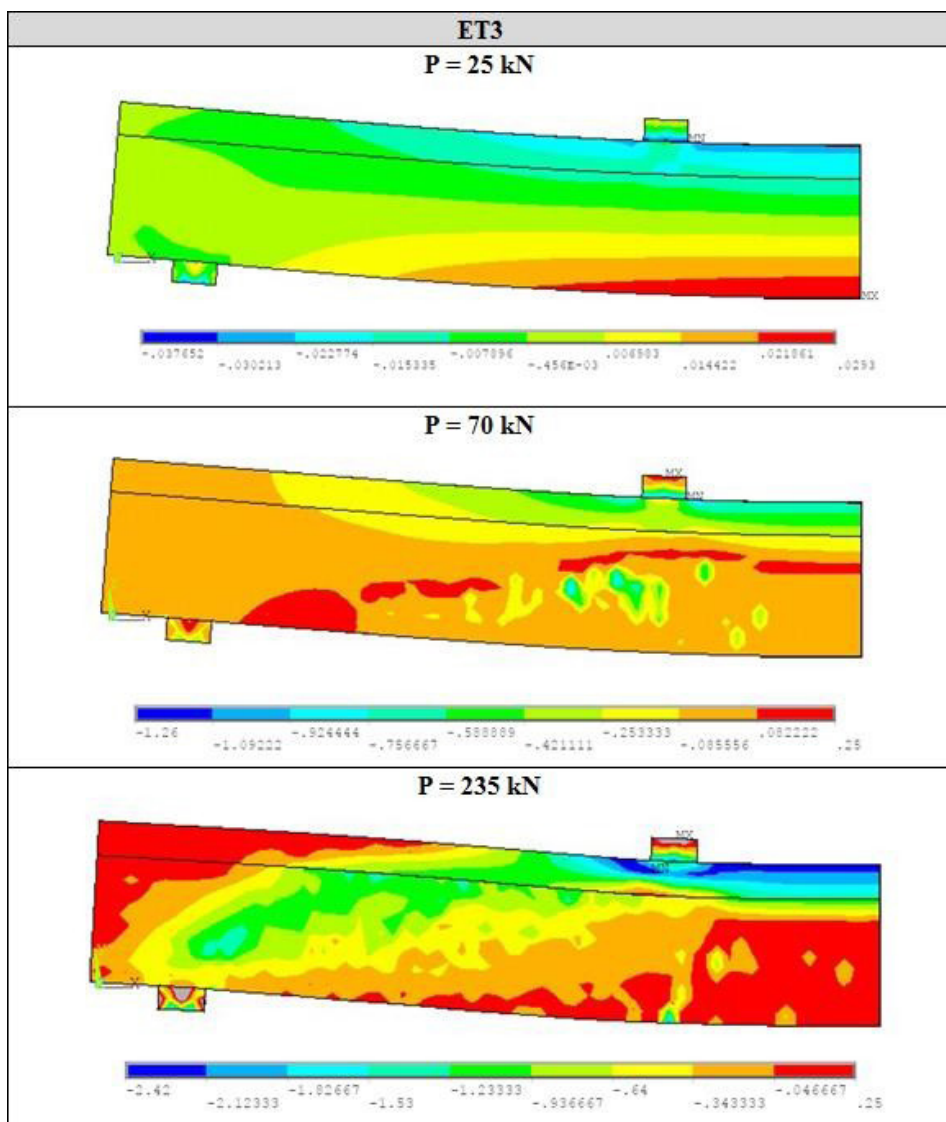 ET3
P = 25 kN
MN
X
MX
-.037652 -.022774 -.007896 .006983 .021861
-.030213 -.015335 -.456E-03 .014422 .0293
P = 70 kN
MX
MN
X
-1.26 -.924444 -.588889 -.253333 .082222
-1.09222 -.756667 -.421111 -.085556 .25
P = 235 kN
MX
MN
X
-2.42 -1.82667 -1.23333 -.64 -.046667
-2.12333 -1.53 -.936667 -.343333 .25